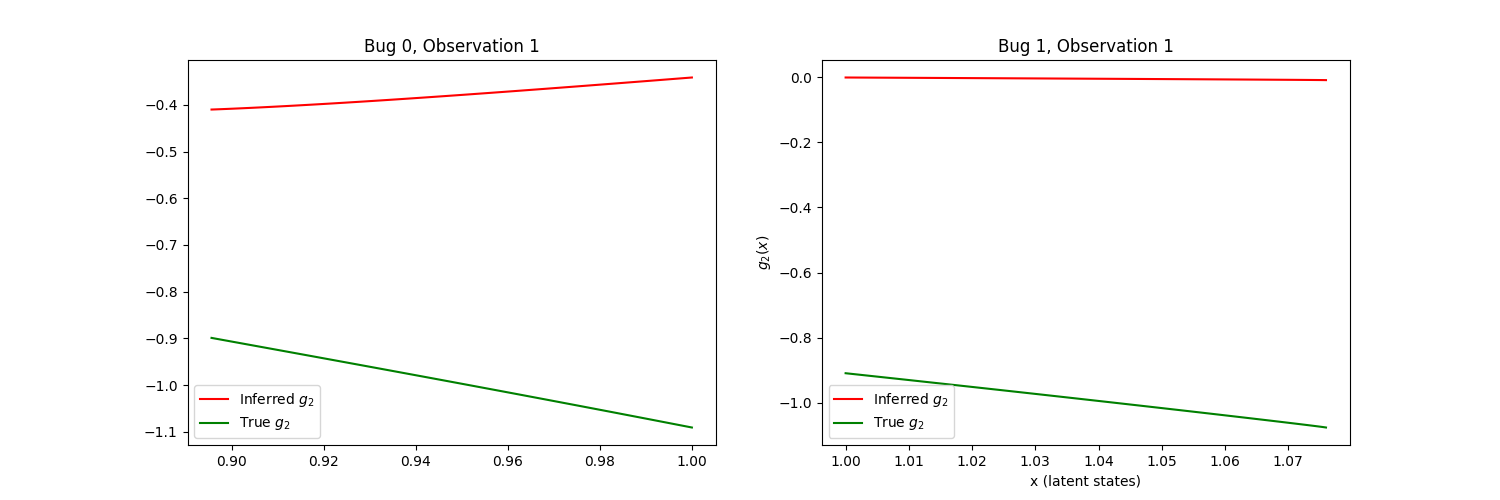 Bug 0, Observation 1
−0.4
−0.5
−0.6
−0.7
−0.8
−0.9
−1.0
−1.1
0.90 0.92 0.94 0.96 0.98 1.00
Inferred g₂
True g₂
Bug 1, Observation 1
g₂(x)
0.0
−0.2
−0.4
−0.6
−0.8
−1.0
1.00 1.01 1.02 1.03 1.04 1.05 1.06 1.07
x (latent states)
Inferred g₂
True g₂